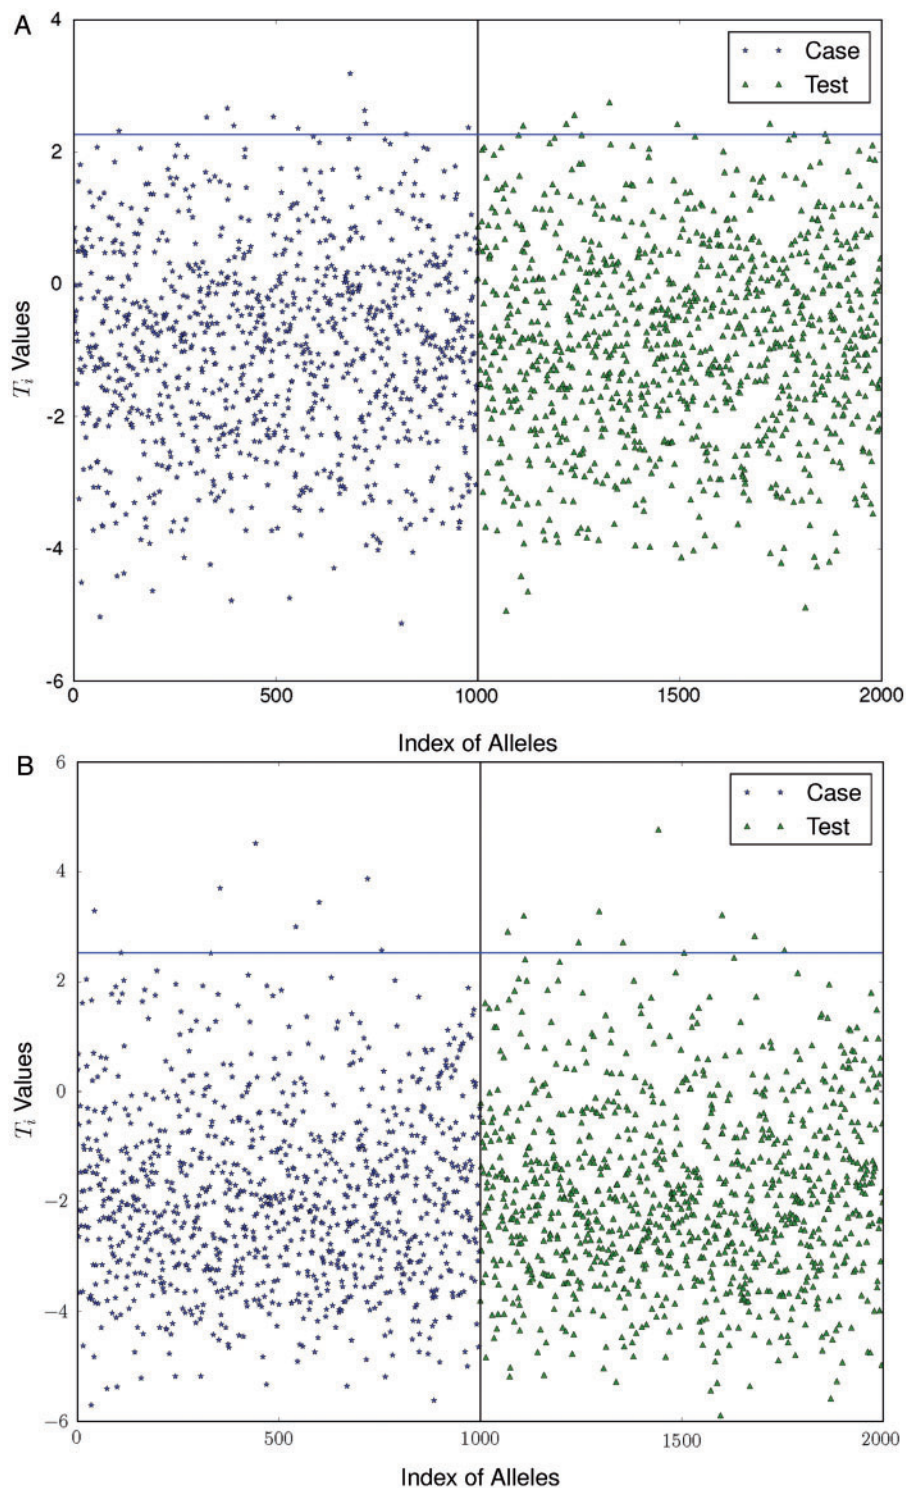 A
4
2
0
-2
-4
-6
T_i Values
Case
Test
0
500
1000
1500
2000
Index of Alleles
B
6
4
2
0
−2
−4
−6
T_i Values
Case
Test
0
500
1000
1500
2000
Index of Alleles